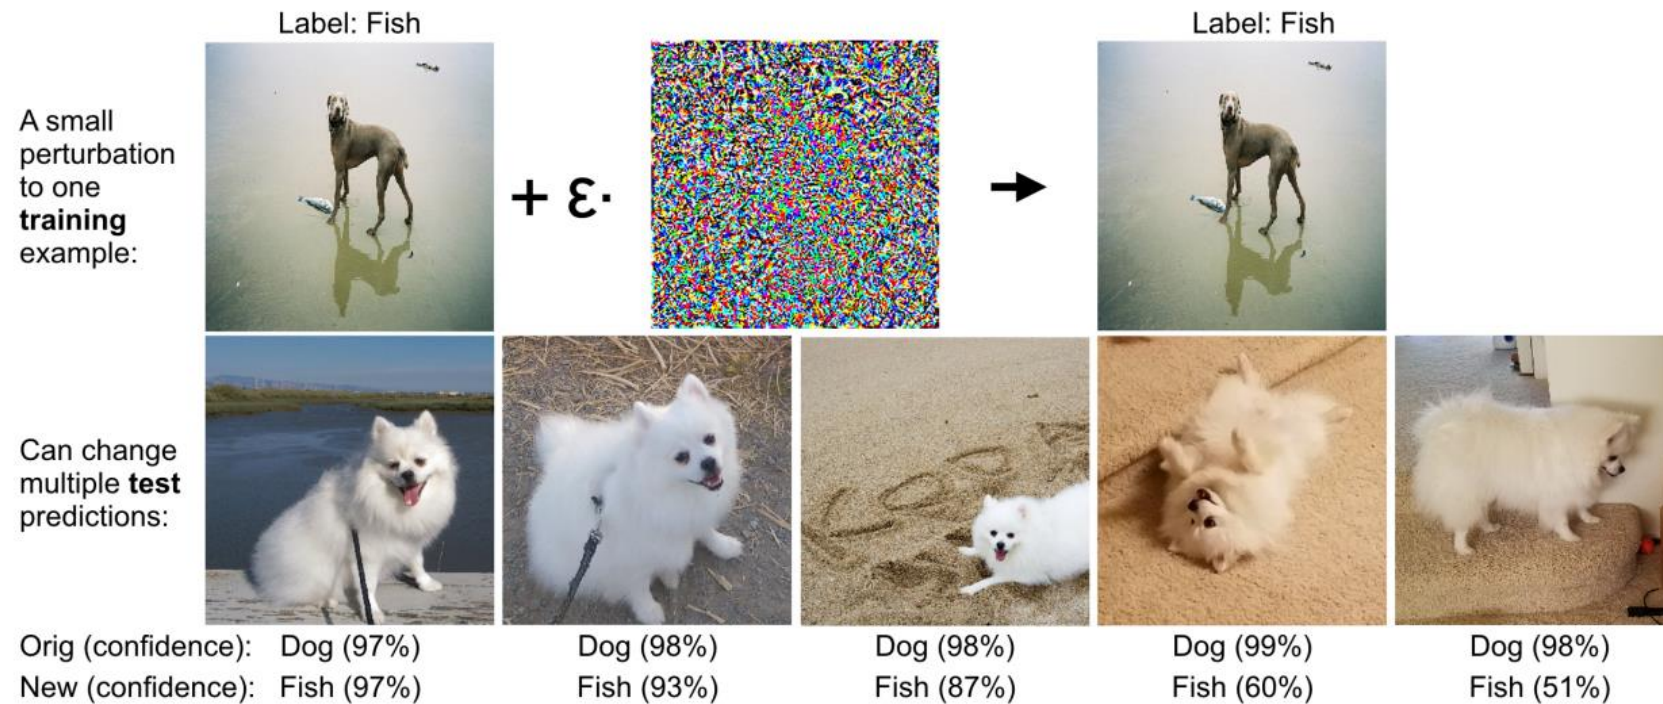 Label: Fish
Label: Fish
A small
perturbation
to one
training
example:
+ ε·
Can change
multiple test
predictions:
Orig (confidence): Dog (97%) Dog (98%) Dog (98%) Dog (99%) Dog (98%)
New (confidence): Fish (97%) Fish (93%) Fish (87%) Fish (60%) Fish (51%)